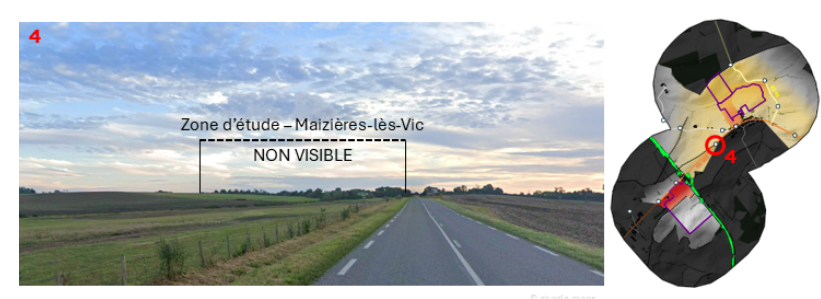 4
Zone d'étude – Maizières-lès-Vic
NON VISIBLE
4